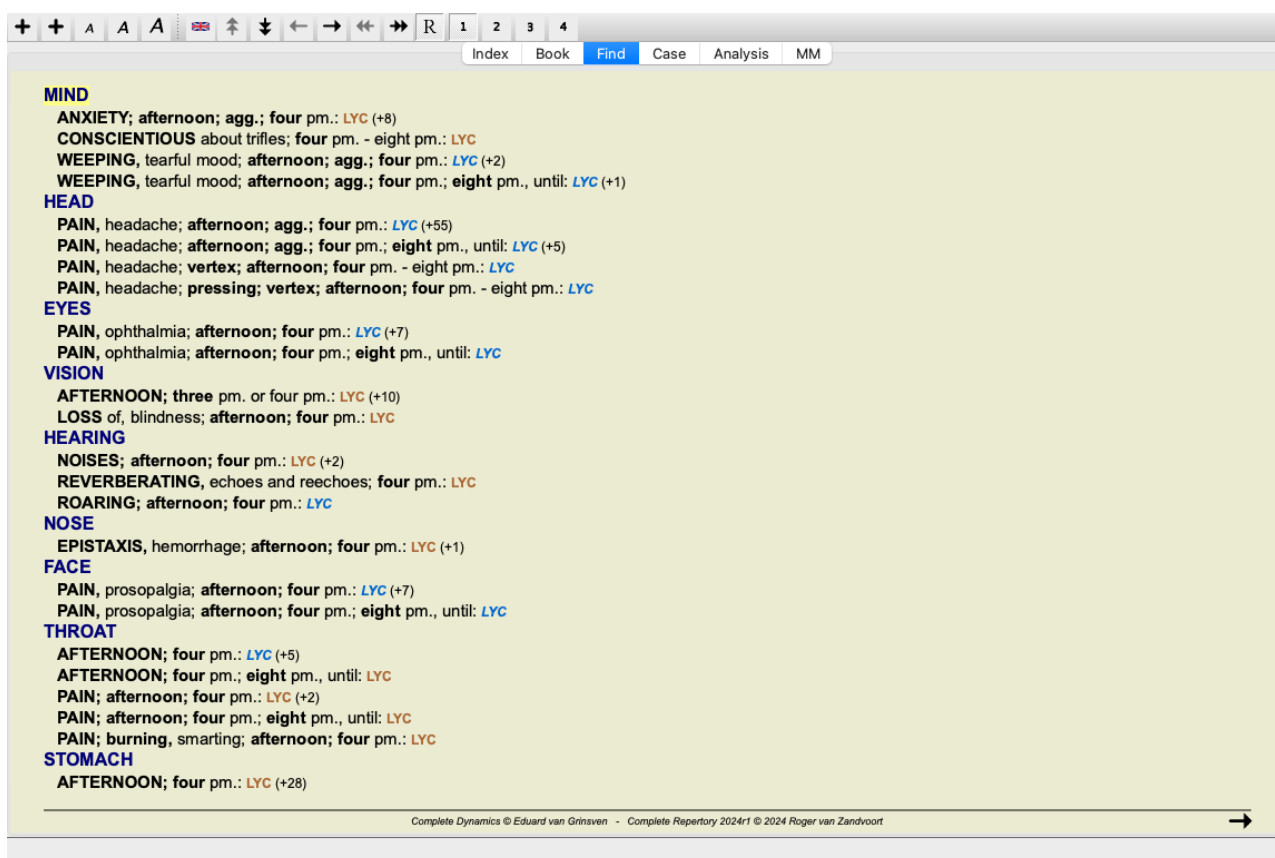 + + A A A R 1 2 3 4
Index Book Find Case Analysis MM
MIND
ANXIETY; afternoon; agg.; four pm.: LYC (+8)
CONSCIENTIOUS about trifles; four pm. - eight pm.: LYC
WEEPING, tearful mood; afternoon; agg.; four pm.: LYC (+2)
WEEPING, tearful mood; afternoon; agg.; four pm.; eight pm., until: LYC (+1)
HEAD
PAIN, headache; afternoon; agg.; four pm.: LYC (+55)
PAIN, headache; afternoon; agg.; four pm.; eight pm., until: LYC (+5)
PAIN, headache; vertex; afternoon; four pm. - eight pm.: LYC
PAIN, headache; pressing; vertex; afternoon; four pm. - eight pm.: LYC
EYES
PAIN, ophthalmia; afternoon; four pm.: LYC (+7)
PAIN, ophthalmia; afternoon; four pm.; eight pm., until: LYC
VISION
AFTERNOON; three pm. or four pm.: LYC (+10)
LOSS of, blindness; afternoon; four pm.: LYC
HEARING
NOISES; afternoon; four pm.: LYC (+2)
REVERBERATING, echoes and reechoes; four pm.: LYC
ROARING; afternoon; four pm.: LYC
NOSE
EPISTAXIS, hemorrhage; afternoon; four pm.: LYC (+1)
FACE
PAIN, prosopalgia; afternoon; four pm.: LYC (+7)
PAIN, prosopalgia; afternoon; four pm.; eight pm., until: LYC
THROAT
AFTERNOON; four pm.: LYC (+5)
AFTERNOON; four pm.; eight pm., until: LYC
PAIN; afternoon; four pm.: LYC (+2)
PAIN; afternoon; four pm.; eight pm., until: LYC
PAIN; burning, smarting; afternoon; four pm.: LYC
STOMACH
AFTERNOON; four pm.: LYC (+28)
Complete Dynamics © Eduard van Grinsven - Complete Repertory 2024r1 © 2024 Roger van Zandvoort